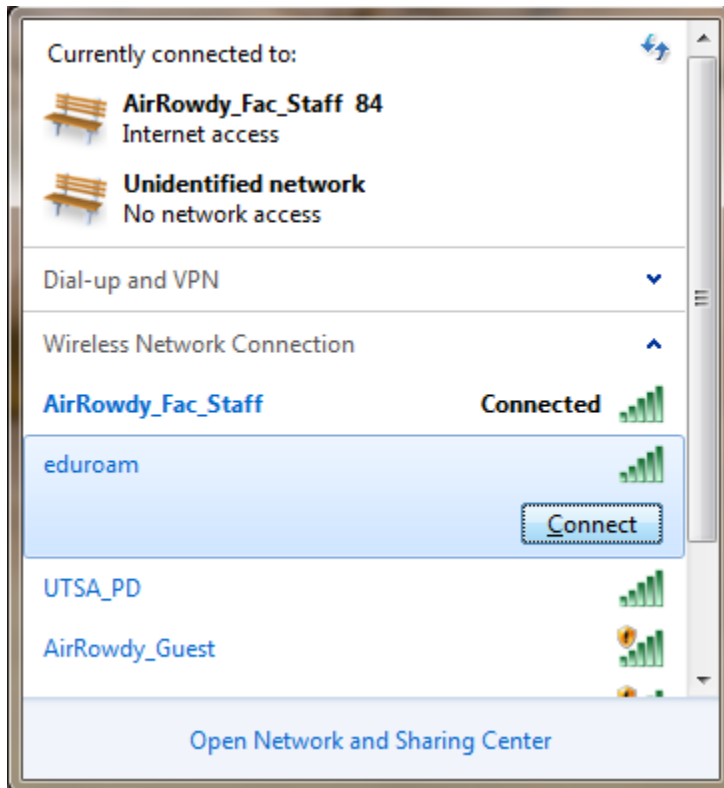 Currently connected to:
AirRowdy_Fac_Staff 84
Internet access
Unidentified network
No network access
Dial-up and VPN
Wireless Network Connection
AirRowdy_Fac_Staff Connected
eduroam
Connect
UTSA_PD
AirRowdy_Guest
Open Network and Sharing Center